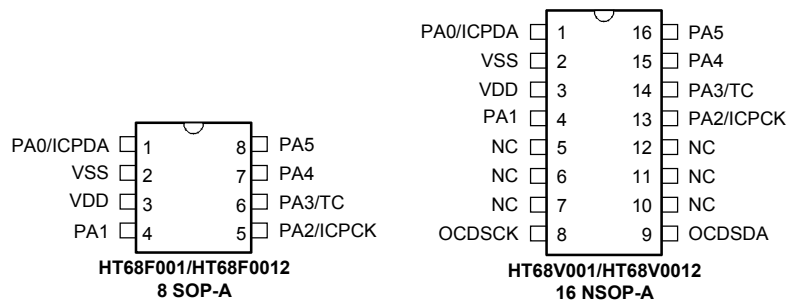 PA0/ICPDA 1 8 PA5
VSS 2 7 PA4
VDD 3 6 PA3/TC
PA1 4 5 PA2/ICPCK
HT68F001/HT68F0012
8 SOP-A
PA0/ICPDA 1 16 PA5
VSS 2 15 PA4
VDD 3 14 PA3/TC
PA1 4 13 PA2/ICPCK
NC 5 12 NC
NC 6 11 NC
NC 7 10 NC
OCDSCK 8 9 OCDSDA
HT68V001/HT68V0012
16 NSOP-A